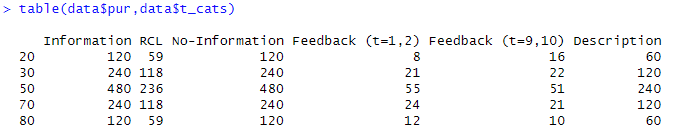 > table(data$pur,data$t_cats)
Information RCL No-Information Feedback (t=1,2) Feedback (t=9,10) Description
20 120 59 120 8 16 60
30 240 118 240 21 22 120
50 480 236 480 55 51 240
70 240 118 240 24 21 120
80 120 59 120 12 10 60